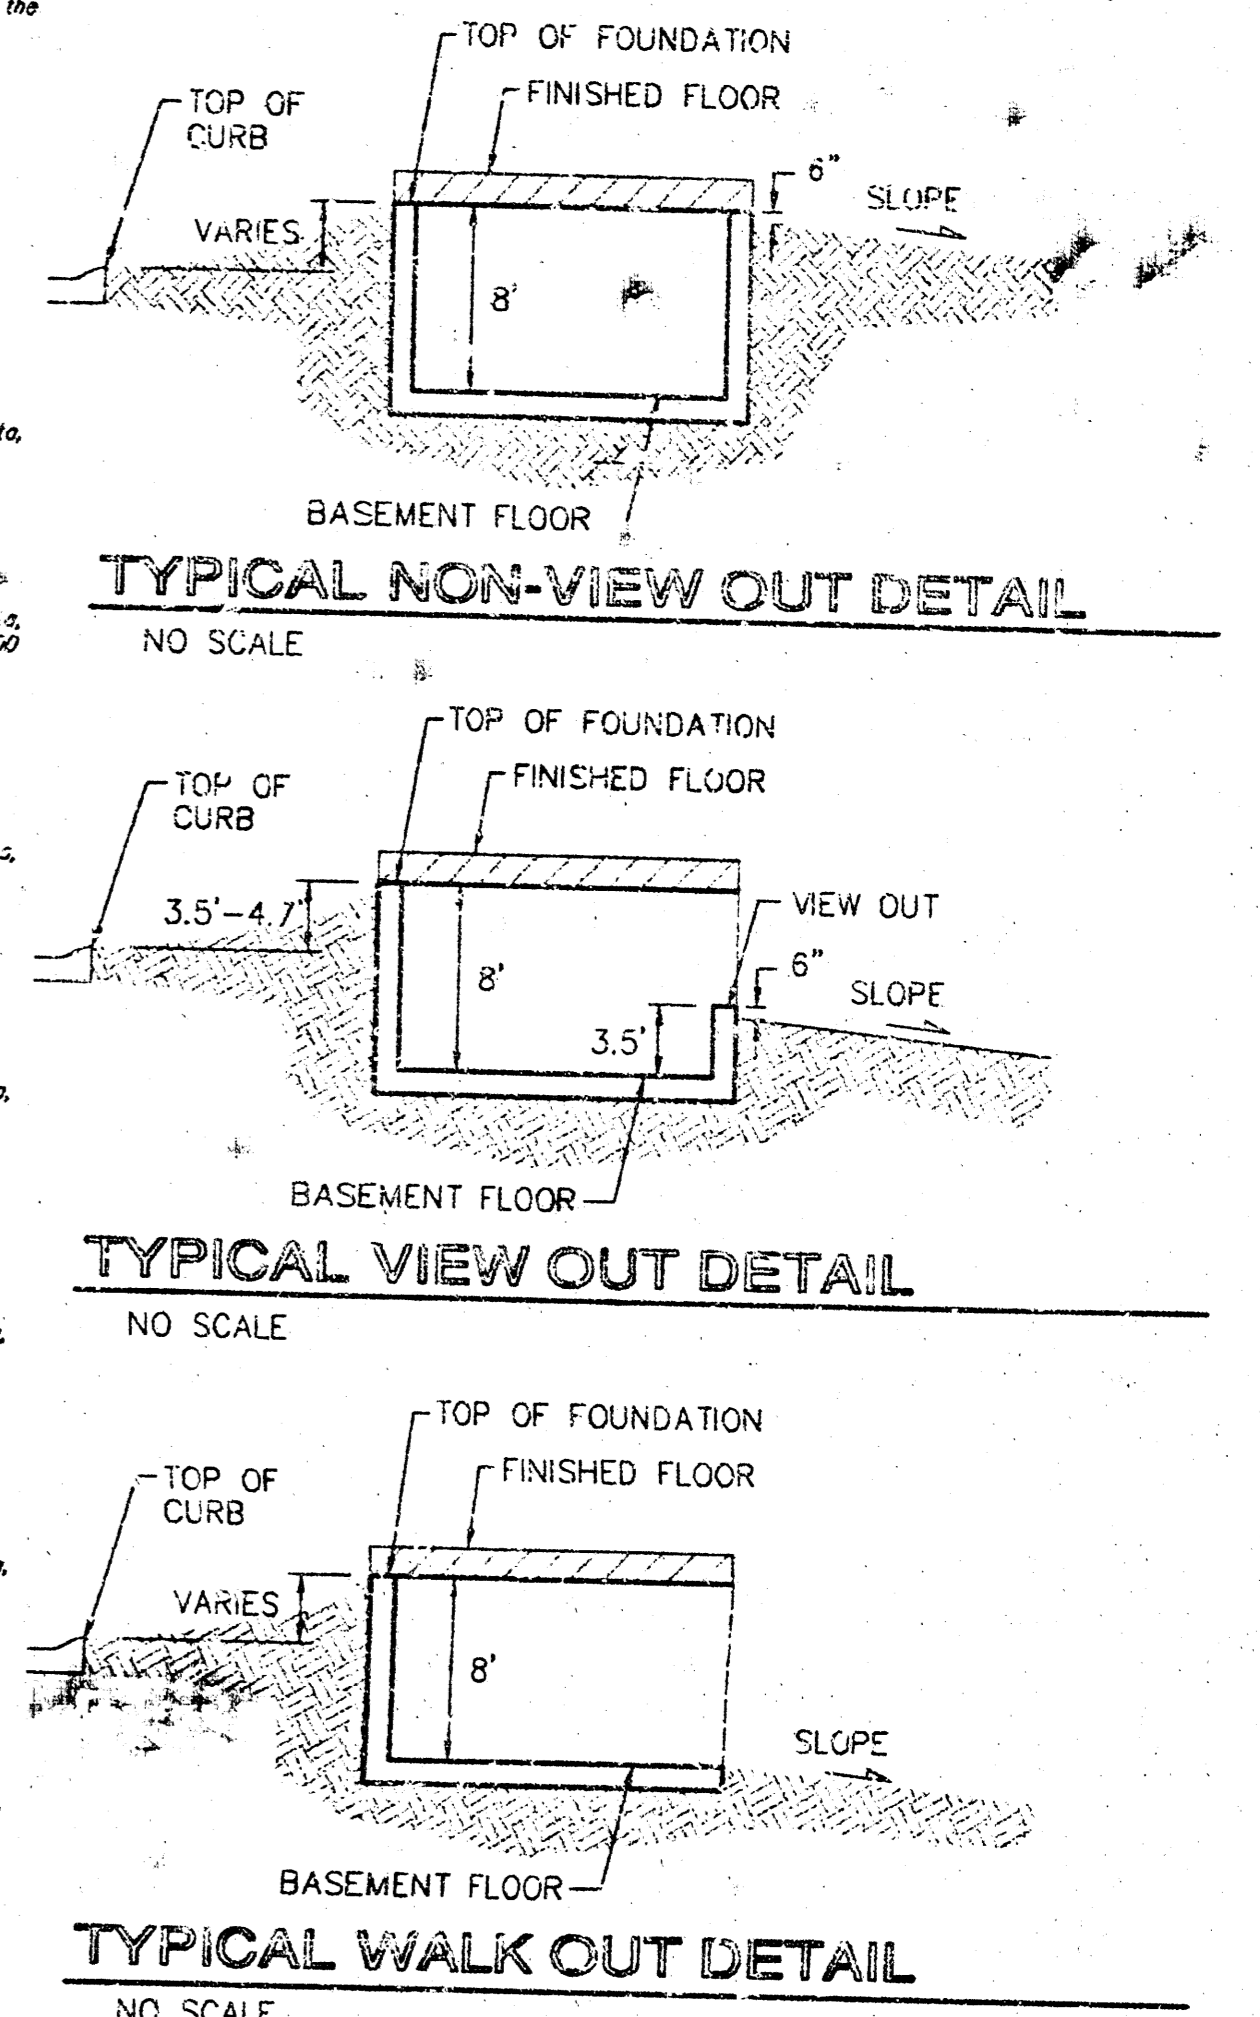 the
TOP OF FOUNDATION
FINISHED FLOOR
TOP OF
CURB
6"
SLOPE
VARIES
8'
to,
BASEMENT FLOOR
TYPICAL NON-VIEW OUT DETAIL
NO SCALE
TOP OF FOUNDATION
FINISHED FLOOR
TOP OF
CURB
VIEW OUT
3.5'-4.7'
6"
8'
SLOPE
3.5'
BASEMENT FLOOR
TYPICAL VIEW OUT DETAIL
NO SCALE
TOP OF FOUNDATION
FINISHED FLOOR
TOP OF
CURB
VARIES
8'
SLOPE
BASEMENT FLOOR
TYPICAL WALK OUT DETAIL
NO SCALE